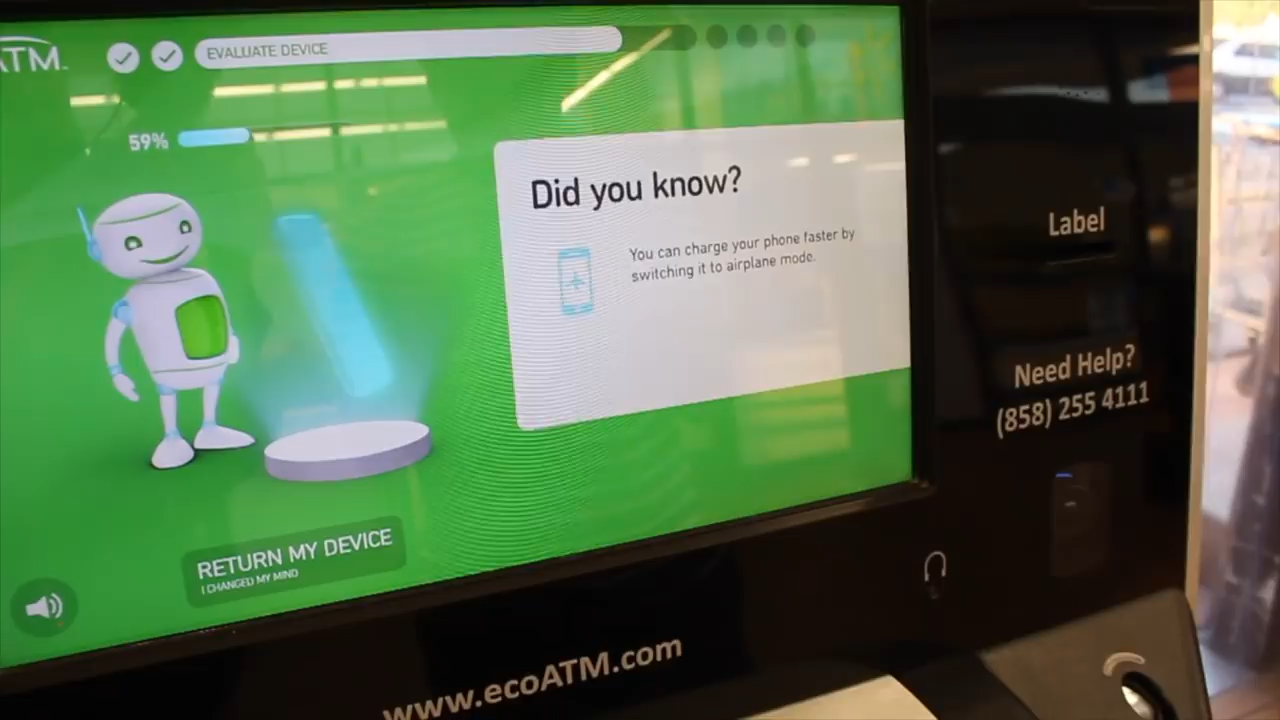 ATM
EVALUATE DEVICE
59%
Did you know?
You can charge your phone faster by
switching it to airplane mode.
RETURN MY DEVICE
I CHANGED MY MIND
Label
Need Help?
(858) 255 4111
www.ecoATM.com